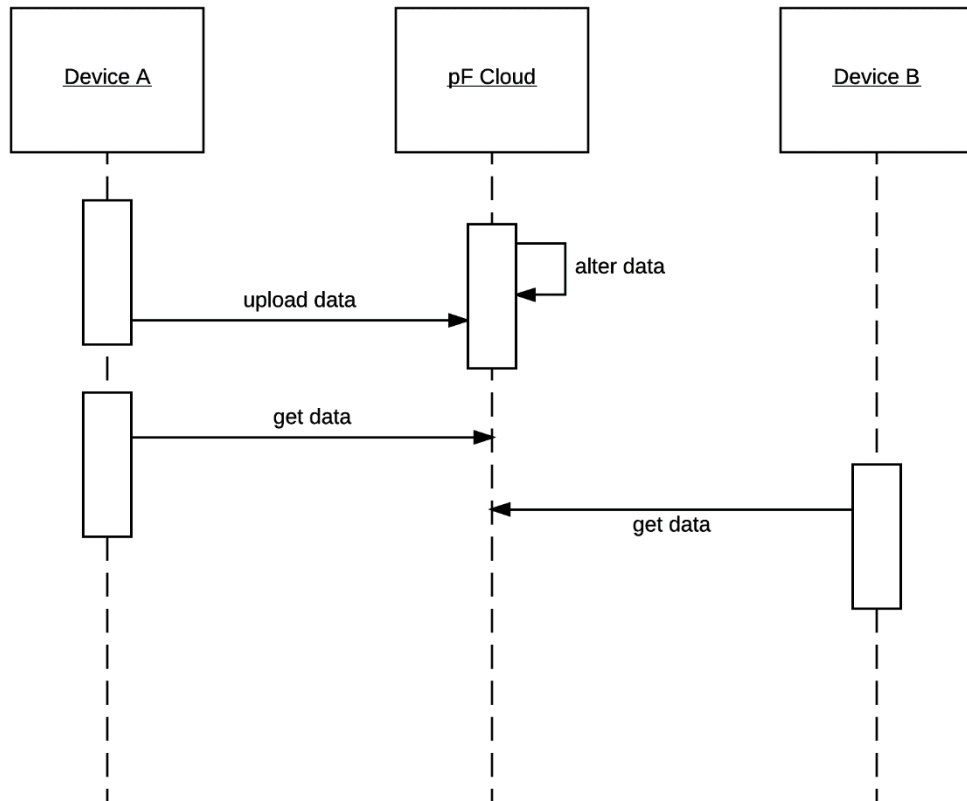 Device A
pF Cloud
Device B
alter data
upload data
get data
get data